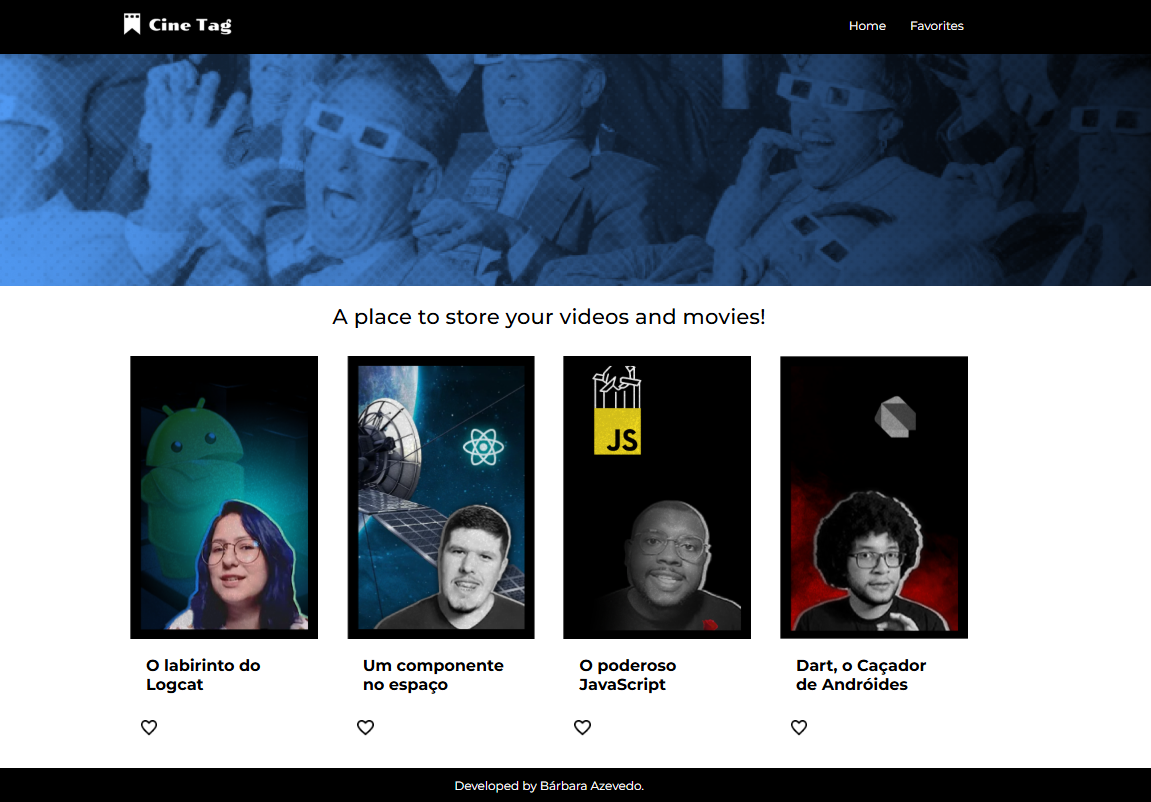 Cine Tag
Home Favorites
A place to store your videos and movies!
JS
O labirinto do
Logcat
Um componente
no espaço
O poderoso
JavaScript
Dart, o Caçador
de Andróides
Developed by Bárbara Azevedo.